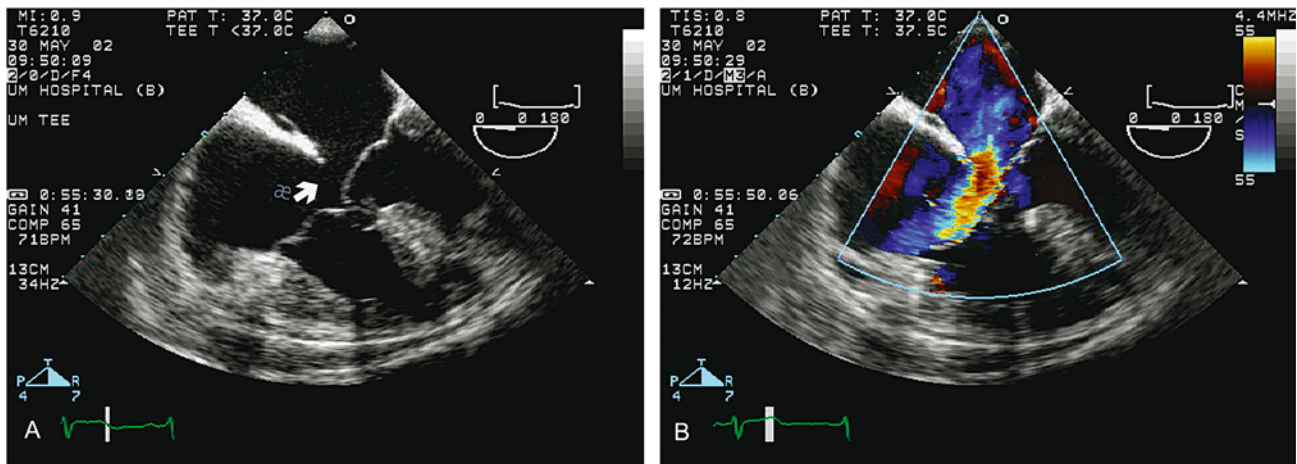 MI:0.9 PAT T: 37.0C
T6210 TEE T <37.0C
30 MAY 02
09:50:09
2/0/D/F4
UM HOSPITAL (B)
UM TEE
0 0 180
0:55:30.19
GAIN 41
COMP 65
71BPM
13CM
34HZ
æ
T
P R
4 7
A
TIS:0.8 PAT T: 37.0C 4.4MHZ
T6210 TEE T: 37.5C
30 MAY 02
09:50:29
2/1/D/M3/A
UM HOSPITAL (B)
55
C
M
/
S
55
0 0 180
0:55:50.06
GAIN 41
COMP 65
72BPM
13CM
12HZ
T
P R
4 7
B